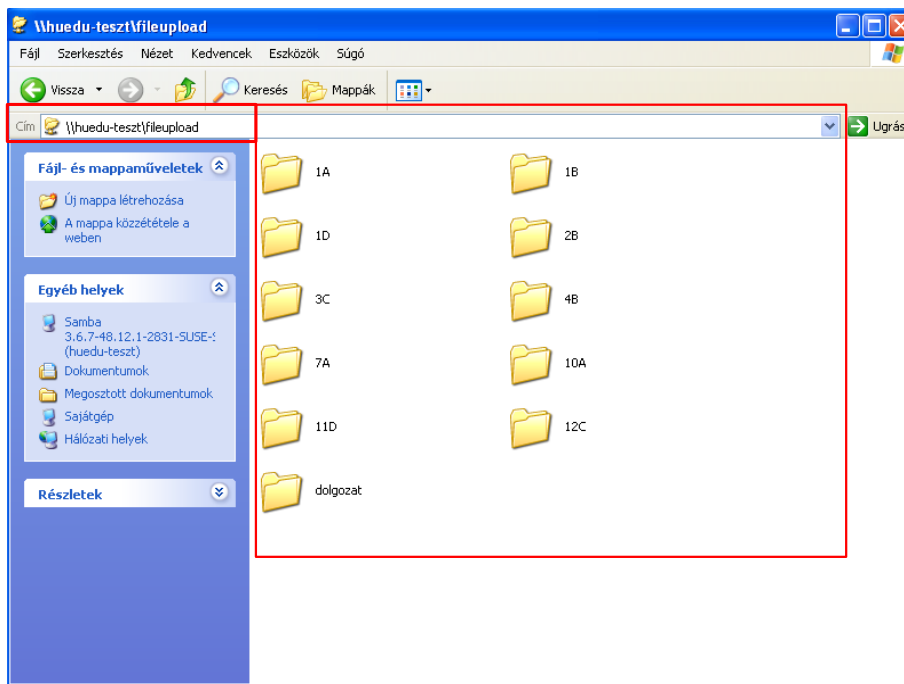 \\huedu-teszt\fileupload
Fájl Szerkesztés Nézet Kedvencek Eszközök Súgó
Vissza Keresés Mappák
Cím \\huedu-teszt\fileupload Ugrás
Fájl- és mappaműveletek
Új mappa létrehozása
A mappa közzététele a
weben
Egyéb helyek
Samba
3.6.7-48.12.1-2831-SUSE-S
(huedu-teszt)
Dokumentumok
Megosztott dokumentumok
Sajátgép
Hálózati helyek
Részletek
1A 1B
1D 2B
3C 4B
7A 10A
11D 12C
dolgozat